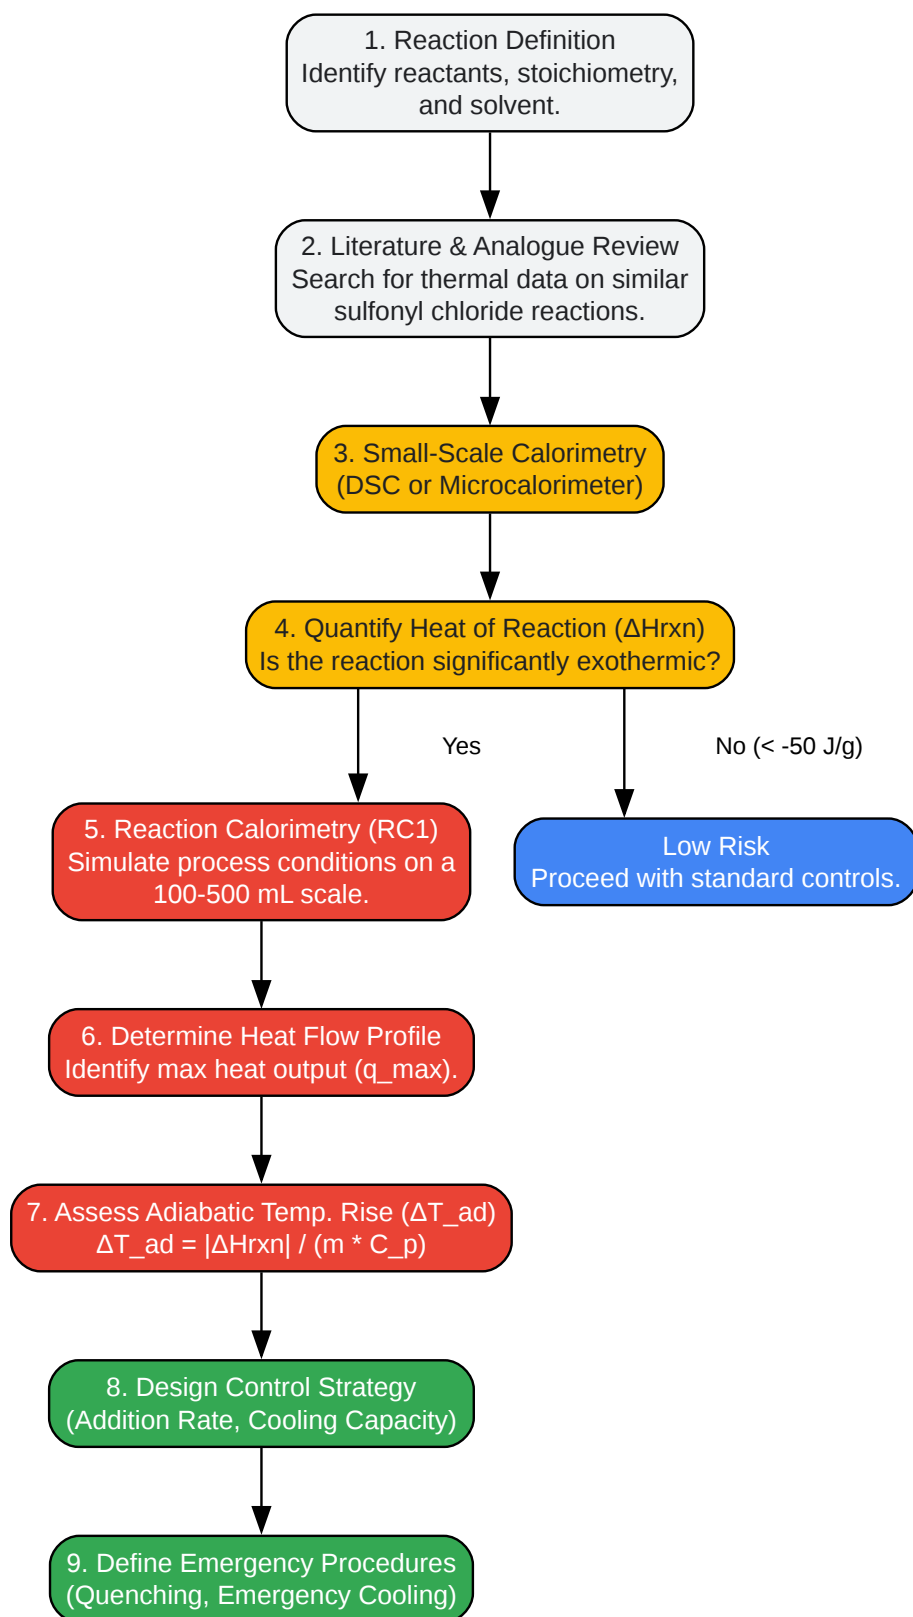 1. Reaction Definition
Identify reactants, stoichiometry,
and solvent.
2. Literature & Analogue Review
Search for thermal data on similar
sulfonyl chloride reactions.
3. Small-Scale Calorimetry
(DSC or Microcalorimeter)
4. Quantify Heat of Reaction (ΔHrxn)
Is the reaction significantly exothermic?
Yes
No (< -50 J/g)
5. Reaction Calorimetry (RC1)
Simulate process conditions on a
100-500 mL scale.
Low Risk
Proceed with standard controls.
6. Determine Heat Flow Profile
Identify max heat output (q_max).
7. Assess Adiabatic Temp. Rise (ΔT_ad)
ΔT_ad = |ΔHrxn| / (m * C_p)
8. Design Control Strategy
(Addition Rate, Cooling Capacity)
9. Define Emergency Procedures
(Quenching, Emergency Cooling)